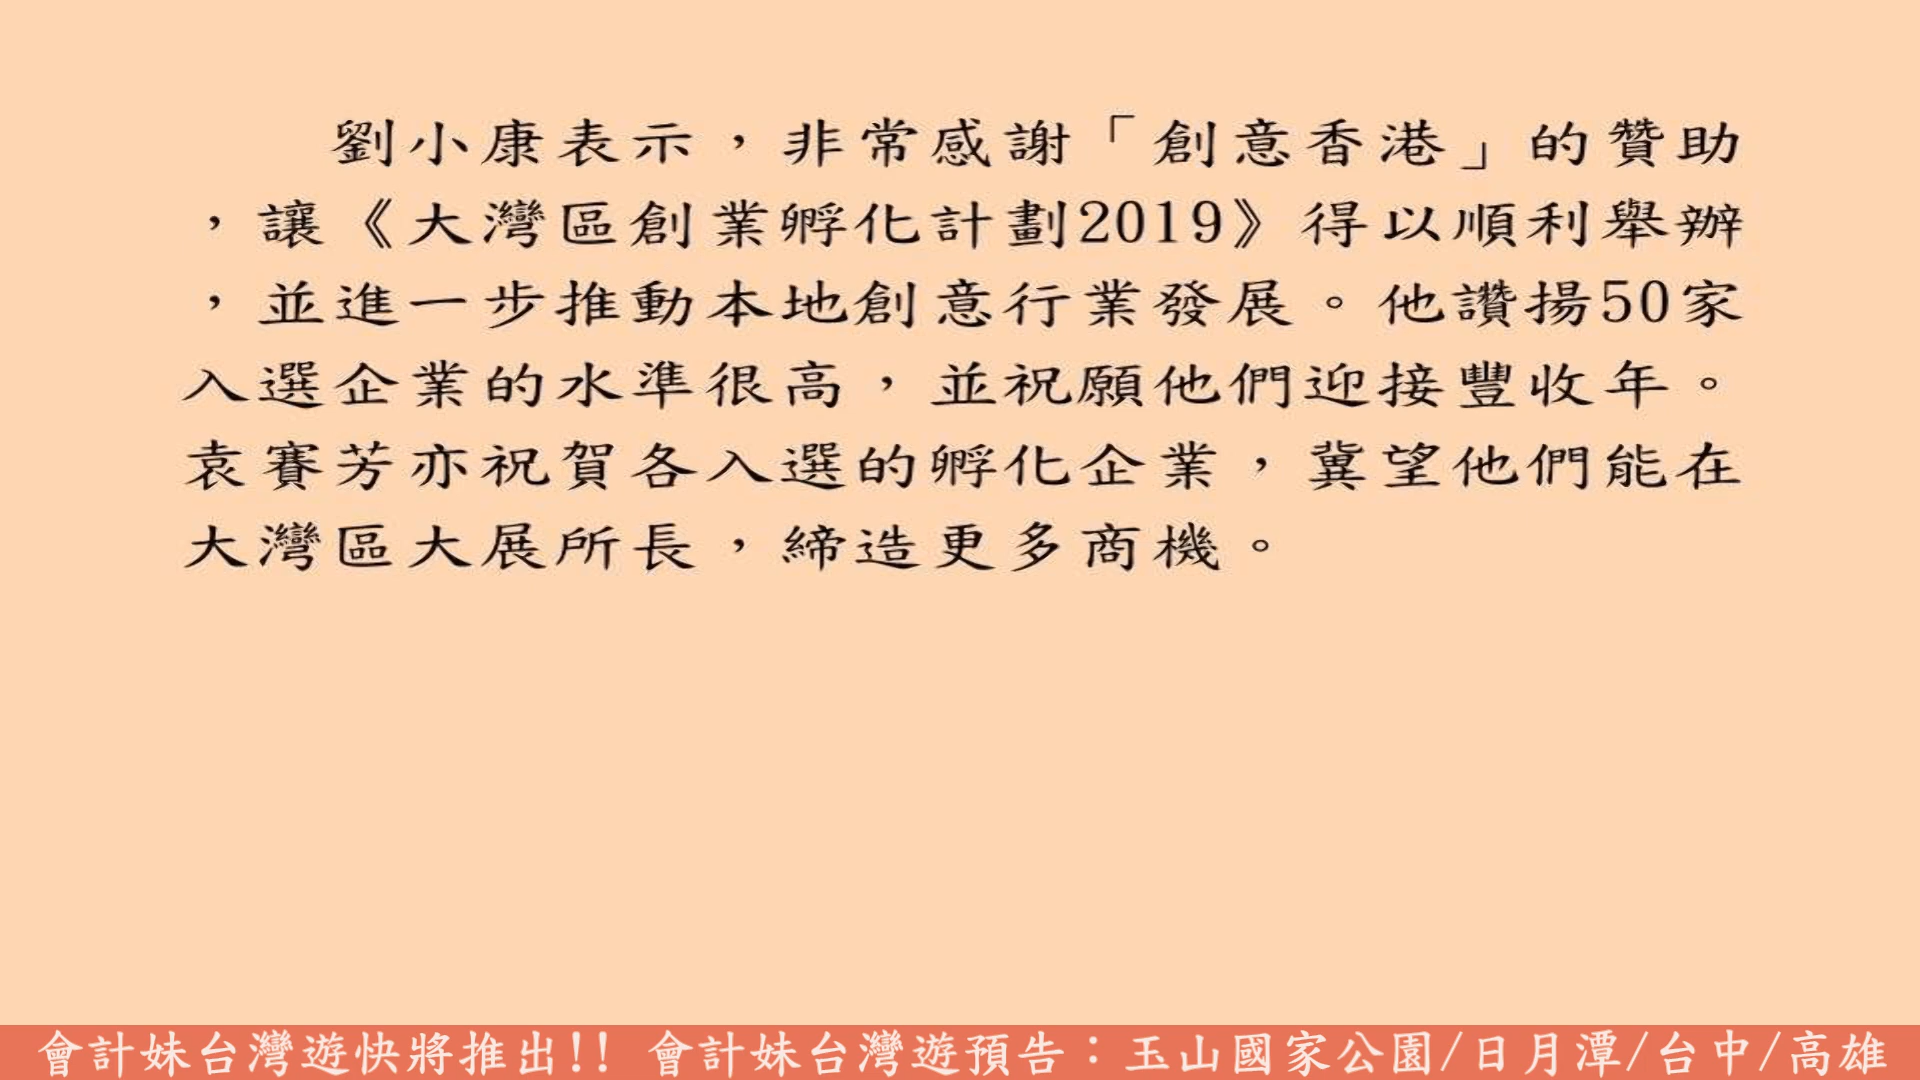 劉小康表示，非常感謝「創意香港」的贊助
，讓《大灣區創業孵化計劃2019》得以順利舉辦
，並進一步推動本地創意行業發展。他讚揚50家
入選企業的水準很高，並祝願他們迎接豐收年。
袁賽芳亦祝賀各入選的孵化企業，冀望他們能在
大灣區大展所長，締造更多商機。
會計妹台灣遊快將推出!! 會計妹台灣遊預告：玉山國家公園/日月潭/台中/高雄